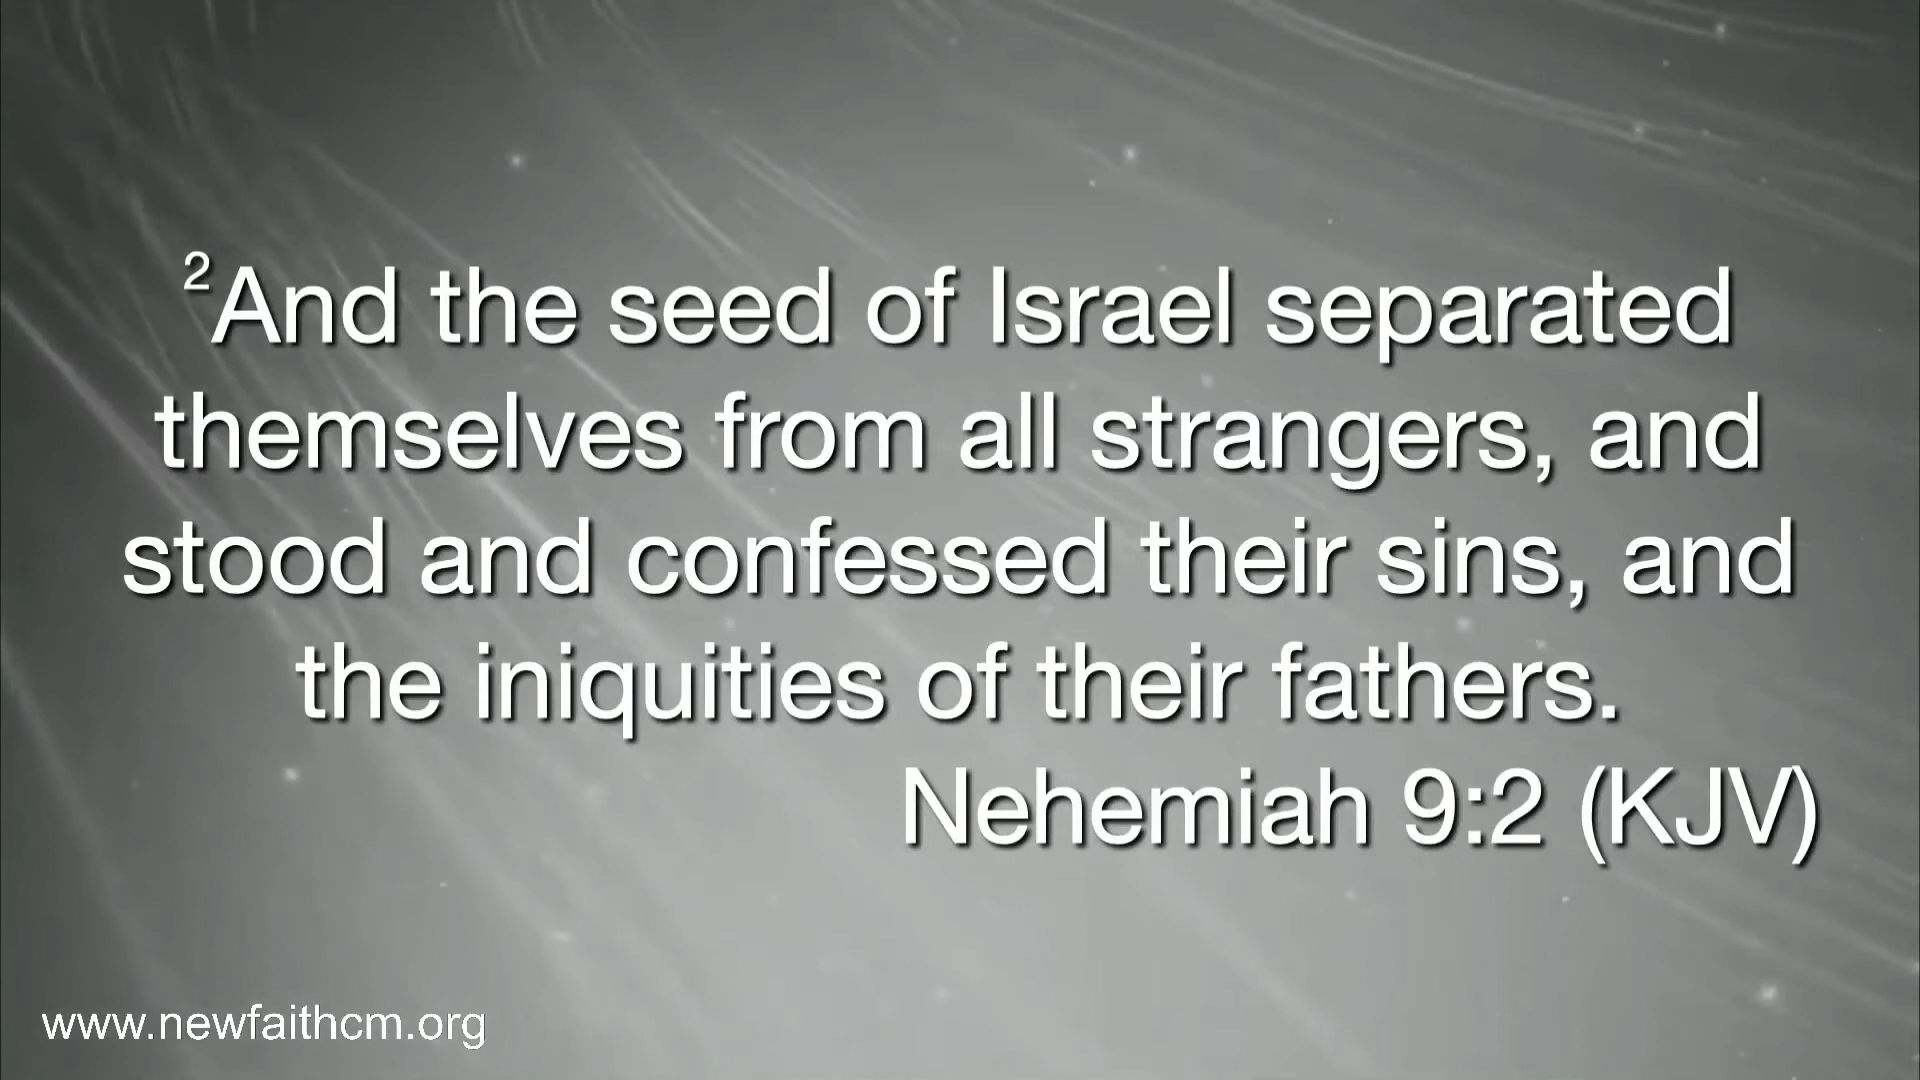 ²And the seed of Israel separated
themselves from all strangers, and
stood and confessed their sins, and
the iniquities of their fathers.
Nehemiah 9:2 (KJV)
www.newfaithcm.org